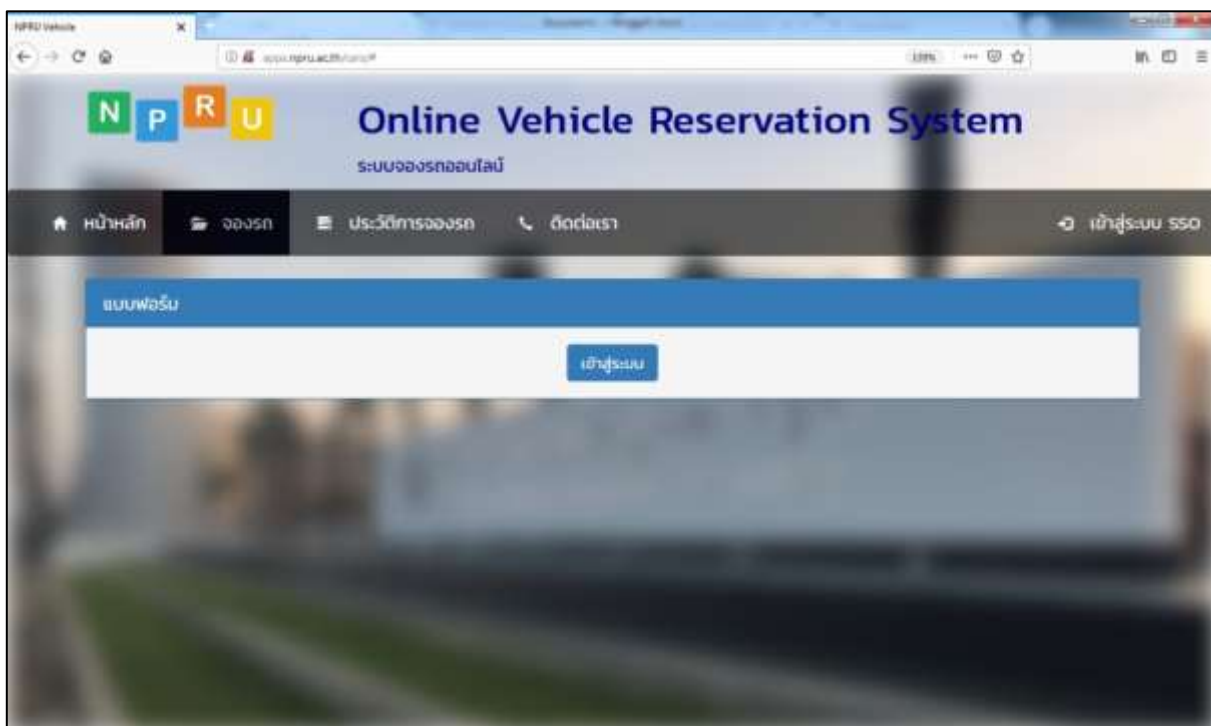 NPRU Vehicle
NPRU
Online Vehicle Reservation System
ระบบจองรถออนไลน์
หน้าหลัก จองรถ ประวัติการจองรถ ติดต่อเรา เข้าสู่ระบบ SSO
แบบฟอร์ม
เข้าสู่ระบบ